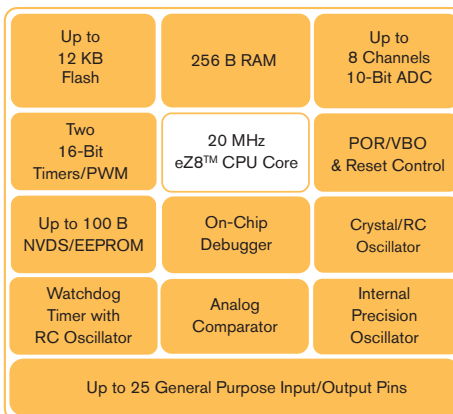 Up to
12 KB
Flash
256 B RAM
Up to
8 Channels
10-Bit ADC
Two
16-Bit
Timers/PWM
20 MHz
eZ8™ CPU Core
POR/VBO
& Reset Control
Up to 100 B
NVDS/EEPROM
On-Chip
Debugger
Crystal/RC
Oscillator
Watchdog
Timer with
RC Oscillator
Analog
Comparator
Internal
Precision
Oscillator
Up to 25 General Purpose Input/Output Pins